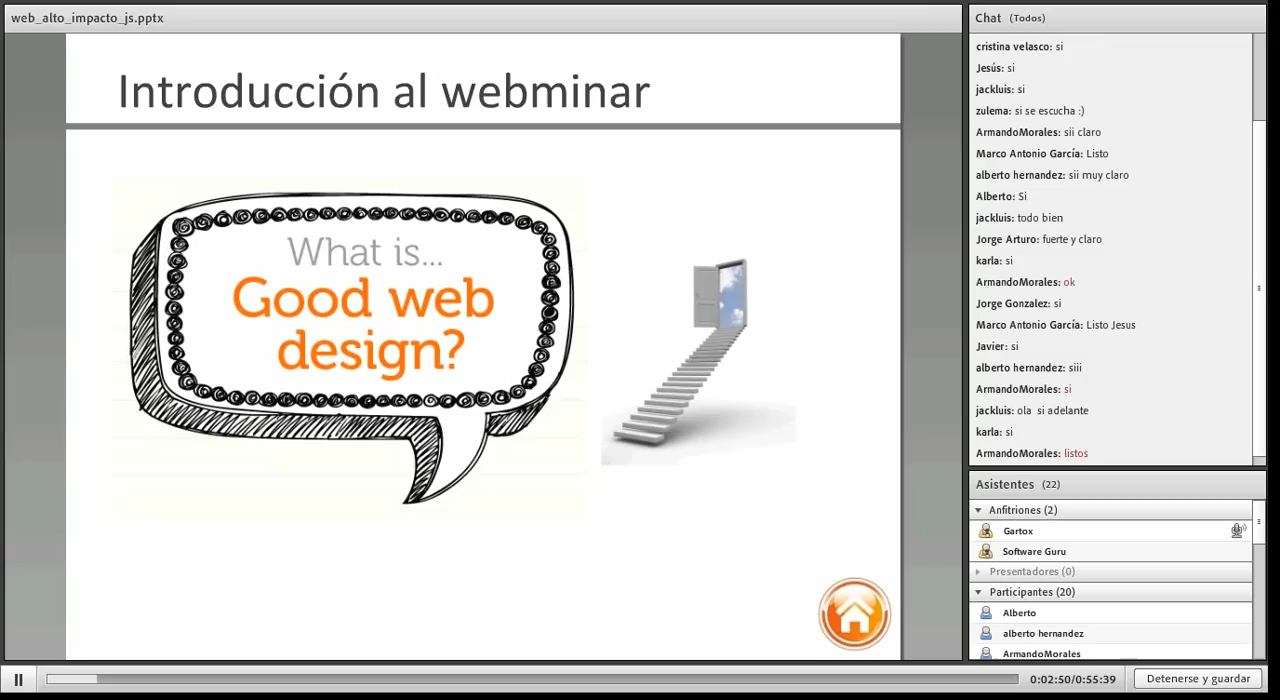 web_alto_impacto_js.pptx
Introducción al webminar
What is...
Good web
design?
Chat (Todos)
cristina velasco: si
Jesús: si
jackluis: si
zulema: si se escucha :)
ArmandoMorales: sii claro
Marco Antonio García: Listo
alberto hernandez: sii muy claro
Alberto: Si
jackluis: todo bien
Jorge Arturo: fuerte y claro
karla: si
ArmandoMorales: ok
Jorge Gonzalez: si
Marco Antonio García: Listo Jesus
Javier: si
alberto hernandez: siii
ArmandoMorales: si
jackluis: ola si adelante
karla: si
ArmandoMorales: listos
Asistentes (22)
Anfitriones (2)
Gartox
Software Guru
Presentadores (0)
Participantes (20)
Alberto
alberto hernandez
ArmandoMorales
0:02:50/0:55:39
Detenerse y guardar